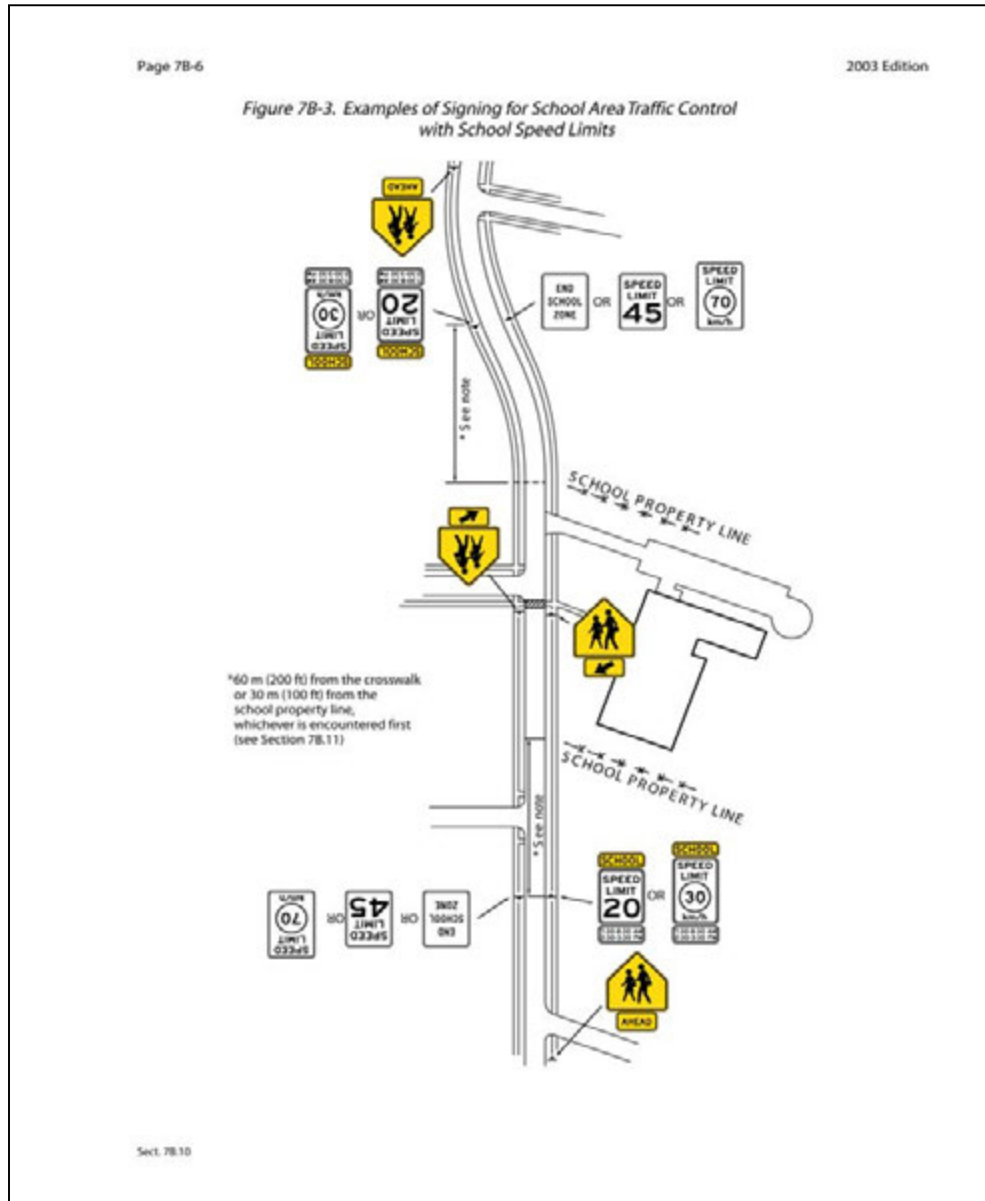 Page 7B-6
2003 Edition
Figure 7B-3. Examples of Signing for School Area Traffic Control
with School Speed Limits
AHEAD
SCHOOL
SPEED
LIMIT
20
OR
SCHOOL
SPEED
LIMIT
30
km/h
END
SCHOOL
ZONE
OR
SPEED
LIMIT
45
OR
SPEED
LIMIT
70
km/h
* See note
SCHOOL PROPERTY LINE
*60 m (200 ft) from the crosswalk
or 30 m (100 ft) from the
school property line,
whichever is encountered first
(see Section 7B.11)
SCHOOL PROPERTY LINE
* See note
END
SCHOOL
ZONE
OR
SPEED
LIMIT
45
OR
SPEED
LIMIT
70
km/h
SCHOOL
SPEED
LIMIT
20
OR
SCHOOL
SPEED
LIMIT
30
km/h
AHEAD
Sect. 7B.10